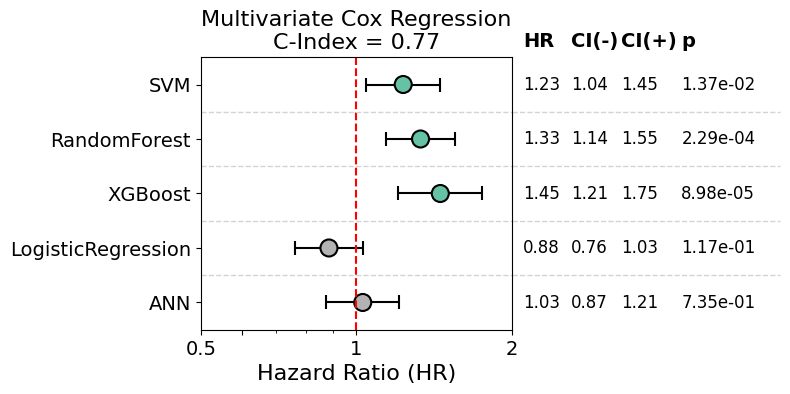 Multivariate Cox Regression
C-Index = 0.77
HR CI(-) CI(+) p
SVM 1.23 1.04 1.45 1.37e-02
RandomForest 1.33 1.14 1.55 2.29e-04
XGBoost 1.45 1.21 1.75 8.98e-05
LogisticRegression 0.88 0.76 1.03 1.17e-01
ANN 1.03 0.87 1.21 7.35e-01
0.5 1 2
Hazard Ratio (HR)